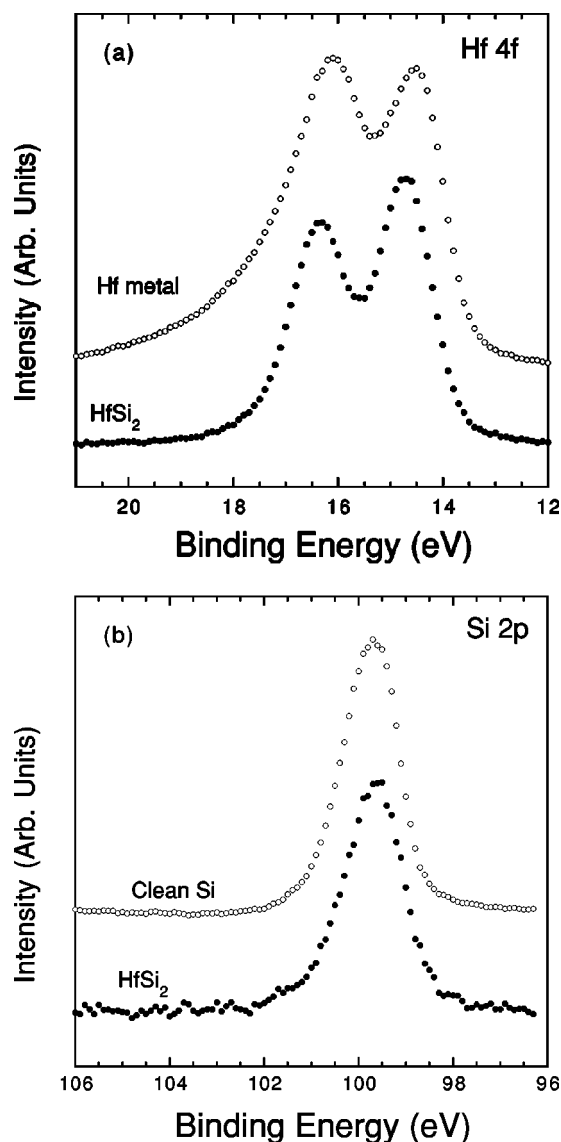 (a)
Hf 4f
Intensity (Arb. Units)
Hf metal
HfSi₂
20 18 16 14 12
Binding Energy (eV)
(b)
Si 2p
Intensity (Arb. Units)
Clean Si
HfSi₂
106 104 102 100 98 96
Binding Energy (eV)